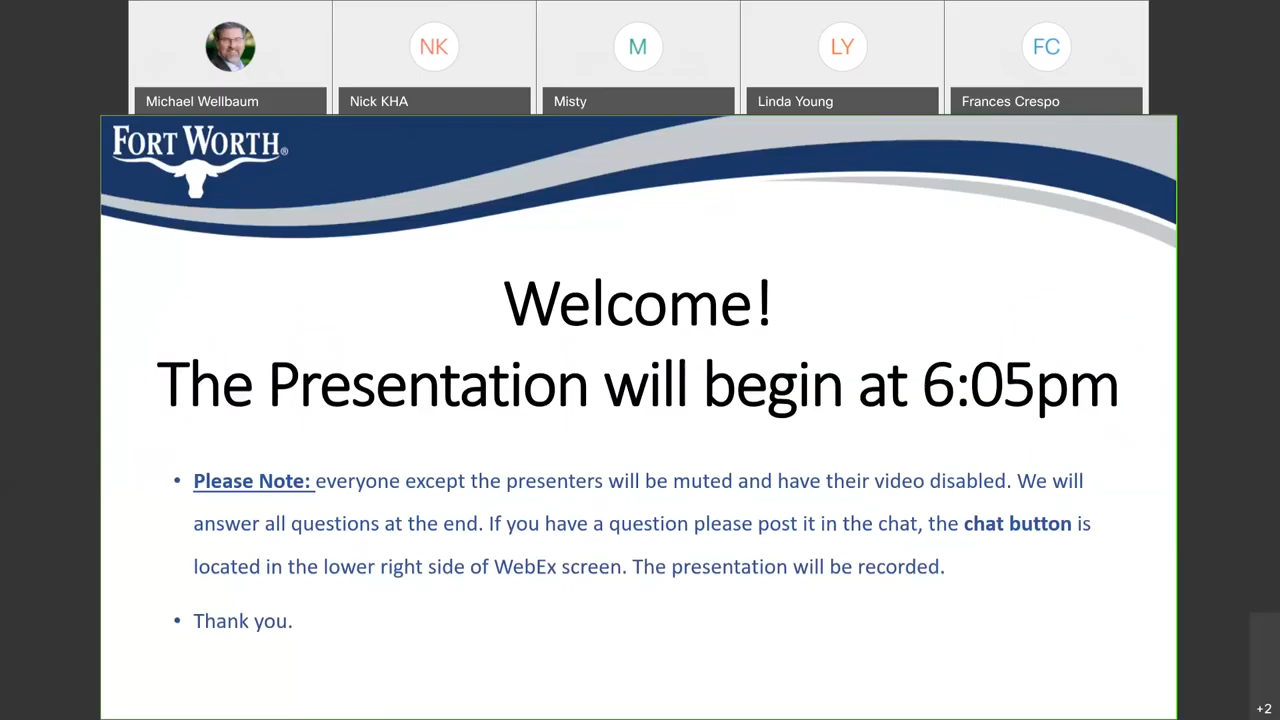 NK
M
LY
FC
Michael Wellbaum
Nick KHA
Misty
Linda Young
Frances Crespo
FORT WORTH®
Welcome!
The Presentation will begin at 6:05pm
• Please Note: everyone except the presenters will be muted and have their video disabled. We will
answer all questions at the end. If you have a question please post it in the chat, the chat button is
located in the lower right side of WebEx screen. The presentation will be recorded.
• Thank you.
+2